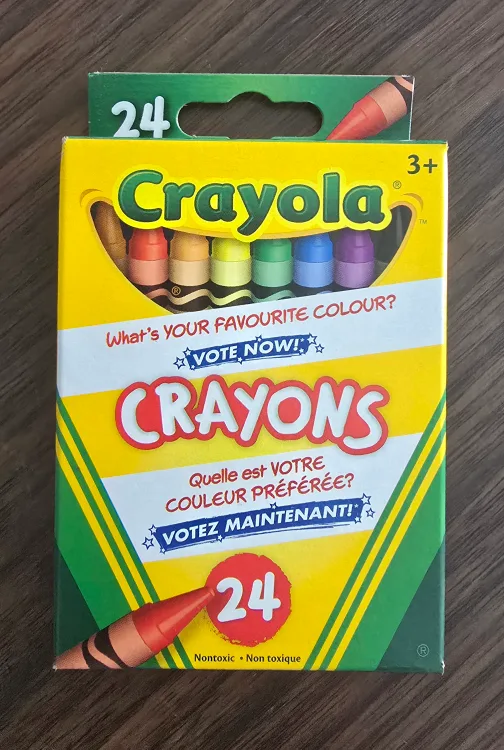 24
3+
Crayola®
™
®
What's YOUR FAVOURITE COLOUR?
VOTE NOW!*
CRAYONS
Quelle est VOTRE
COULEUR PRÉFÉRÉE?
VOTEZ MAINTENANT!*
24
Nontoxic • Non toxique
®